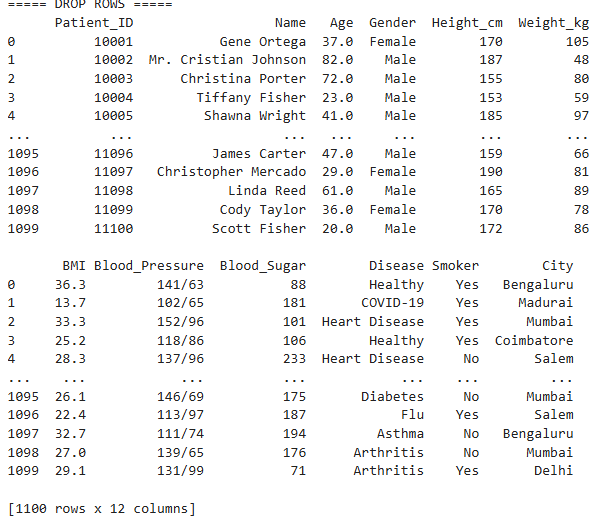 ===== DROP ROWS =====
Patient_ID Name Age Gender Height_cm Weight_kg
0 10001 Gene Ortega 37.0 Female 170 105
1 10002 Mr. Cristian Johnson 82.0 Male 187 48
2 10003 Christina Porter 72.0 Male 155 80
3 10004 Tiffany Fisher 23.0 Male 153 59
4 10005 Shawna Wright 41.0 Male 185 97
... ... ... ... ... ... ...
1095 11096 James Carter 47.0 Male 159 66
1096 11097 Christopher Mercado 29.0 Female 190 81
1097 11098 Linda Reed 61.0 Male 165 89
1098 11099 Cody Taylor 36.0 Female 170 78
1099 11100 Scott Fisher 20.0 Male 172 86
BMI Blood_Pressure Blood_Sugar Disease Smoker City
0 36.3 141/63 88 Healthy Yes Bengaluru
1 13.7 102/65 181 COVID-19 Yes Madurai
2 33.3 152/96 101 Heart Disease Yes Mumbai
3 25.2 118/86 106 Healthy Yes Coimbatore
4 28.3 137/96 233 Heart Disease No Salem
... ... ... ... ... ... ...
1095 26.1 146/69 175 Diabetes No Mumbai
1096 22.4 113/97 187 Flu Yes Salem
1097 32.7 111/74 194 Asthma No Bengaluru
1098 27.0 139/65 176 Arthritis No Mumbai
1099 29.1 131/99 71 Arthritis Yes Delhi
[1100 rows x 12 columns]